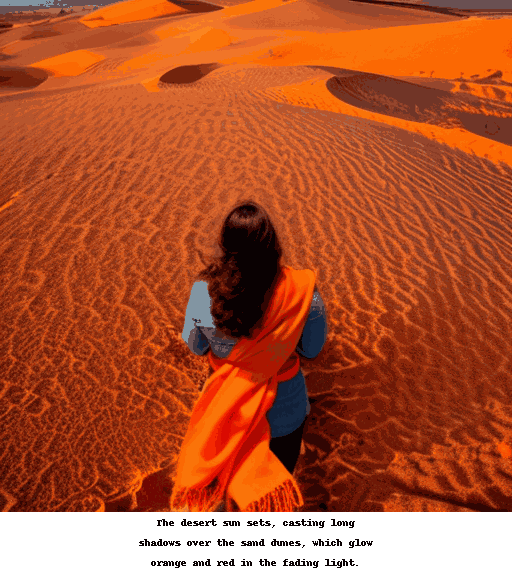 The desert sun sets, casting long
shadows over the sand dunes, which glow
orange and red in the fading light.